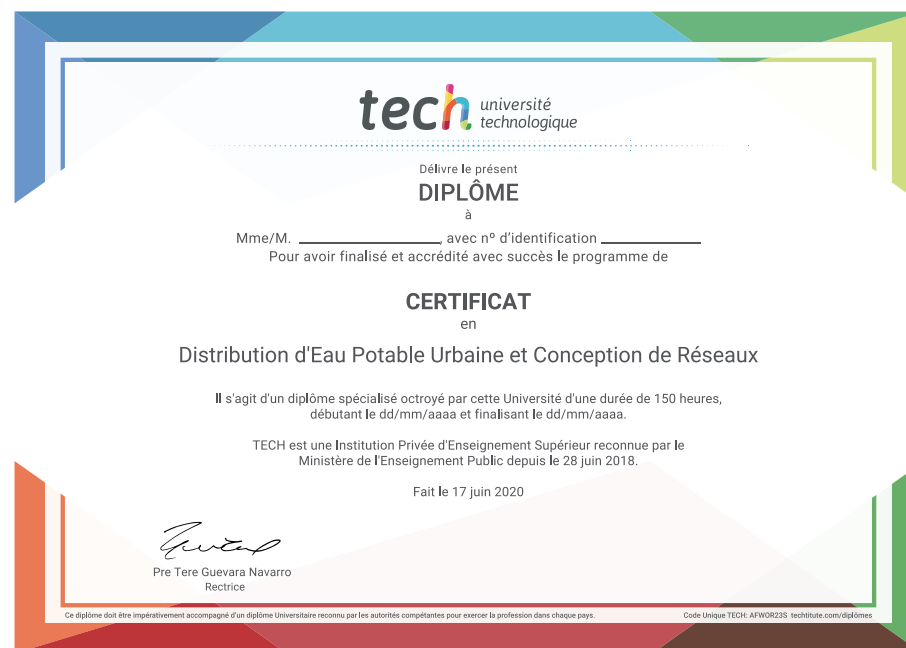 tech université
technologique
Délivre le présent
DIPLÔME
à
Mme/M. ____________________, avec nº d'identification ______________
Pour avoir finalisé et accrédité avec succès le programme de
CERTIFICAT
en
Distribution d'Eau Potable Urbaine et Conception de Réseaux
Il s'agit d'un diplôme spécialisé octroyé par cette Université d'une durée de 150 heures,
débutant le dd/mm/aaaa et finalisant le dd/mm/aaaa.
TECH est une Institution Privée d'Enseignement Supérieur reconnue par le
Ministère de l'Enseignement Public depuis le 28 juin 2018.
Fait le 17 juin 2020
Pre Tere Guevara Navarro
Rectrice
Ce diplôme doit être impérativement accompagné d'un diplôme Universitaire reconnu par les autorités compétantes pour exercer la profession dans chaque pays. Code Unique TECH: AFWOR23S techtitute.com/diplômes